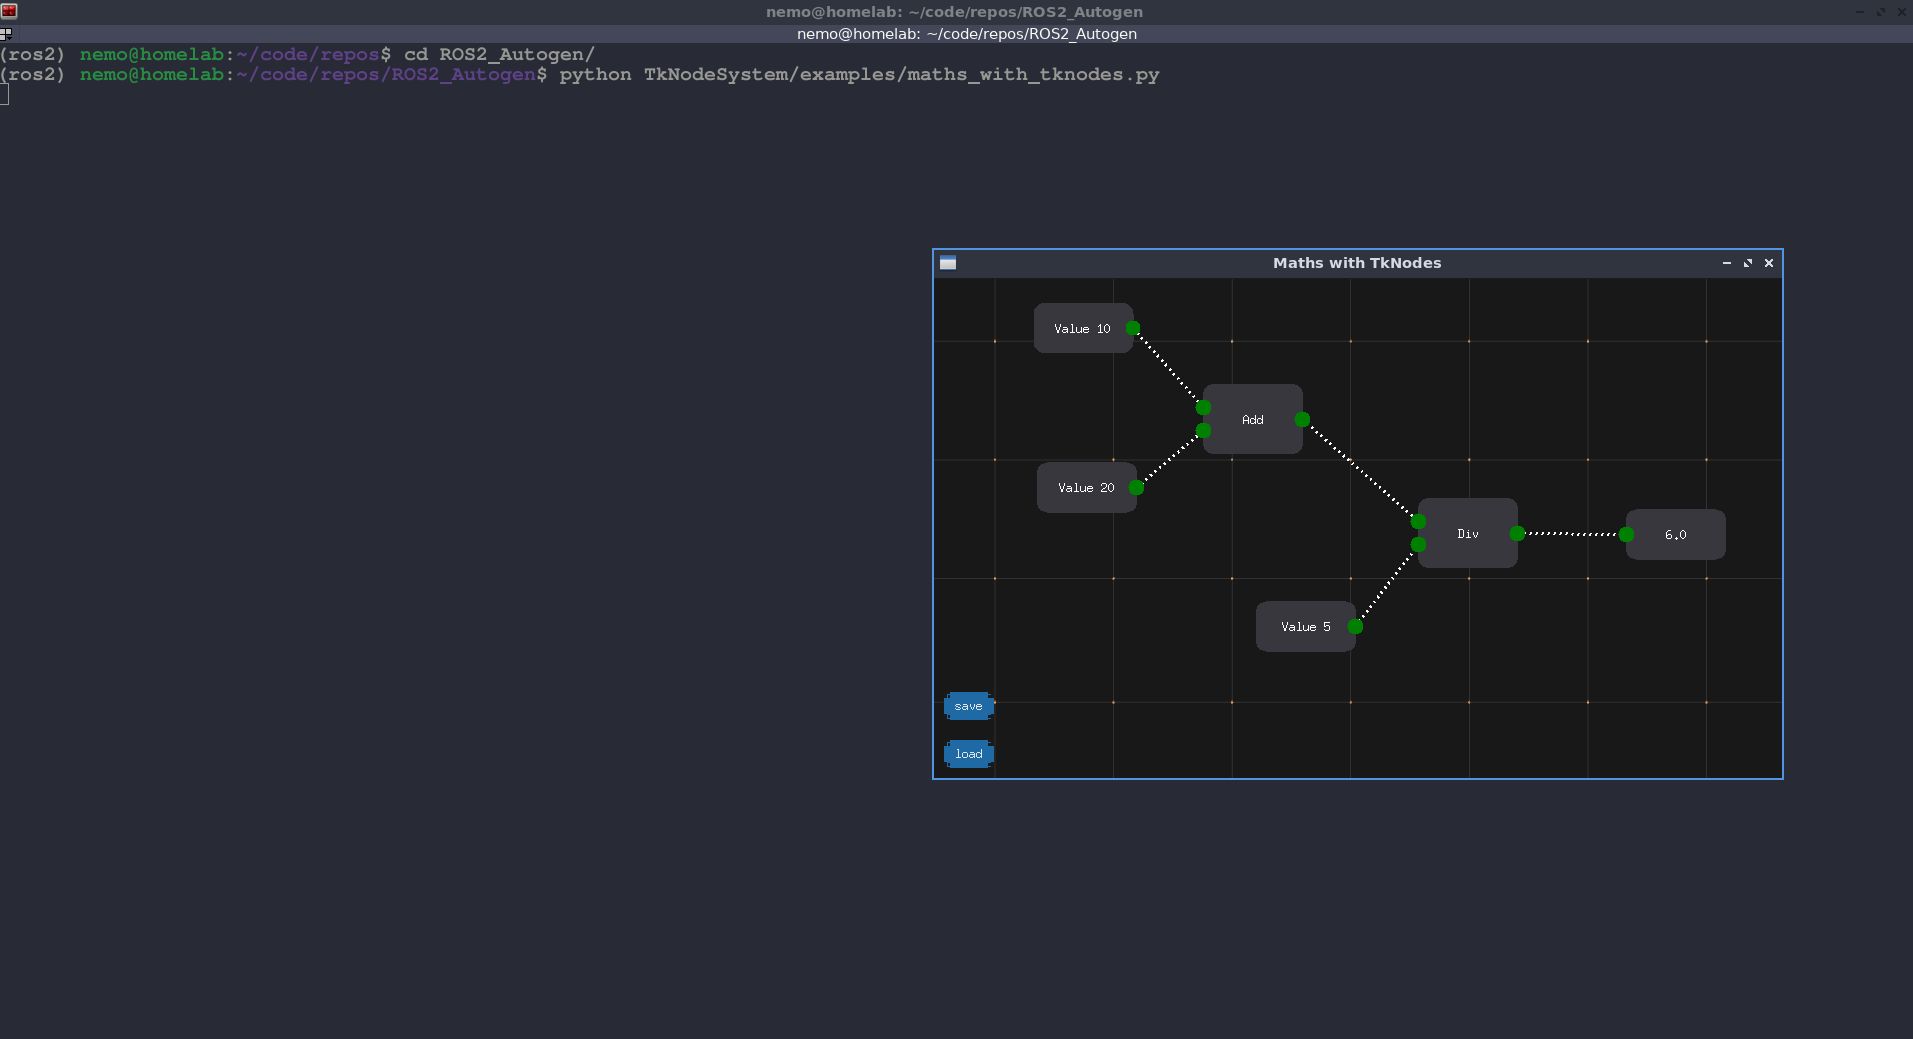 nemo@homelab: ~/code/repos/ROS2_Autogen
nemo@homelab: ~/code/repos/ROS2_Autogen
(ros2) nemo@homelab:~/code/repos$ cd ROS2_Autogen/
(ros2) nemo@homelab:~/code/repos/ROS2_Autogen$ python TkNodeSystem/examples/maths_with_tknodes.py
Maths with TkNodes
Value 10
Add
Value 20
Div
6.0
Value 5
save
load